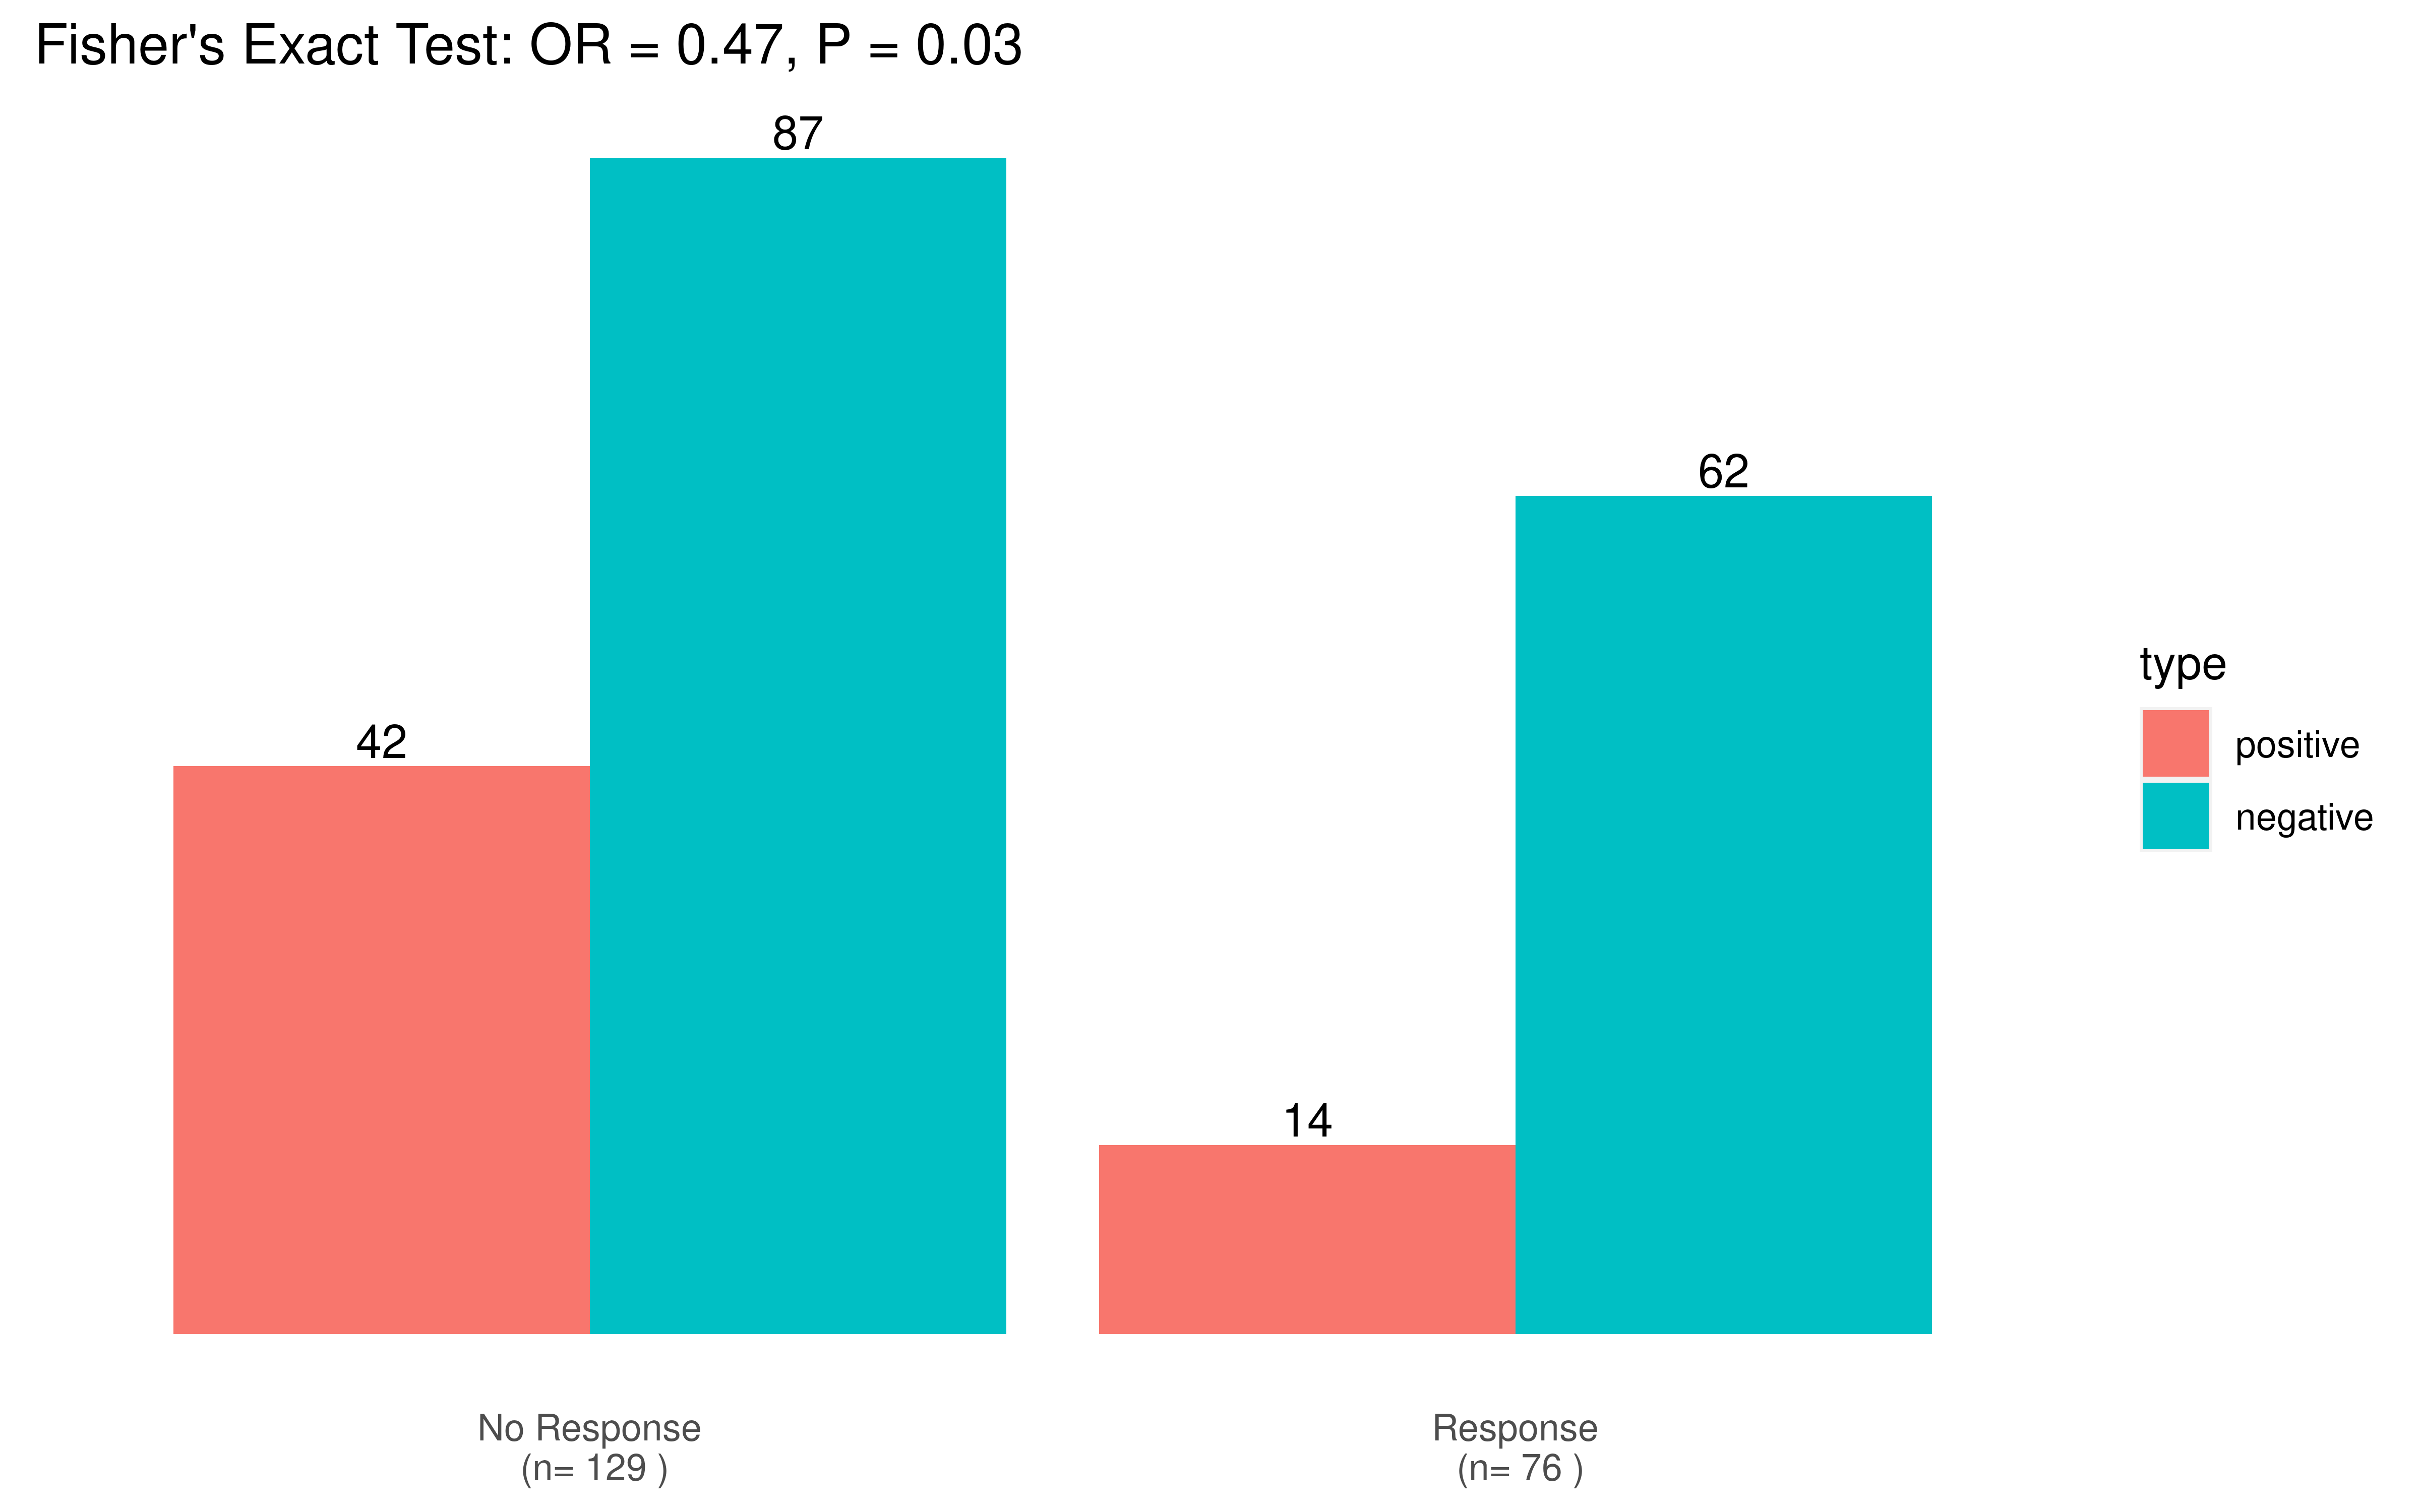 Fisher's Exact Test: OR = 0.47, P = 0.03
87
62
42
14
type
positive
negative
No Response
(n= 129 )
Response
(n= 76 )